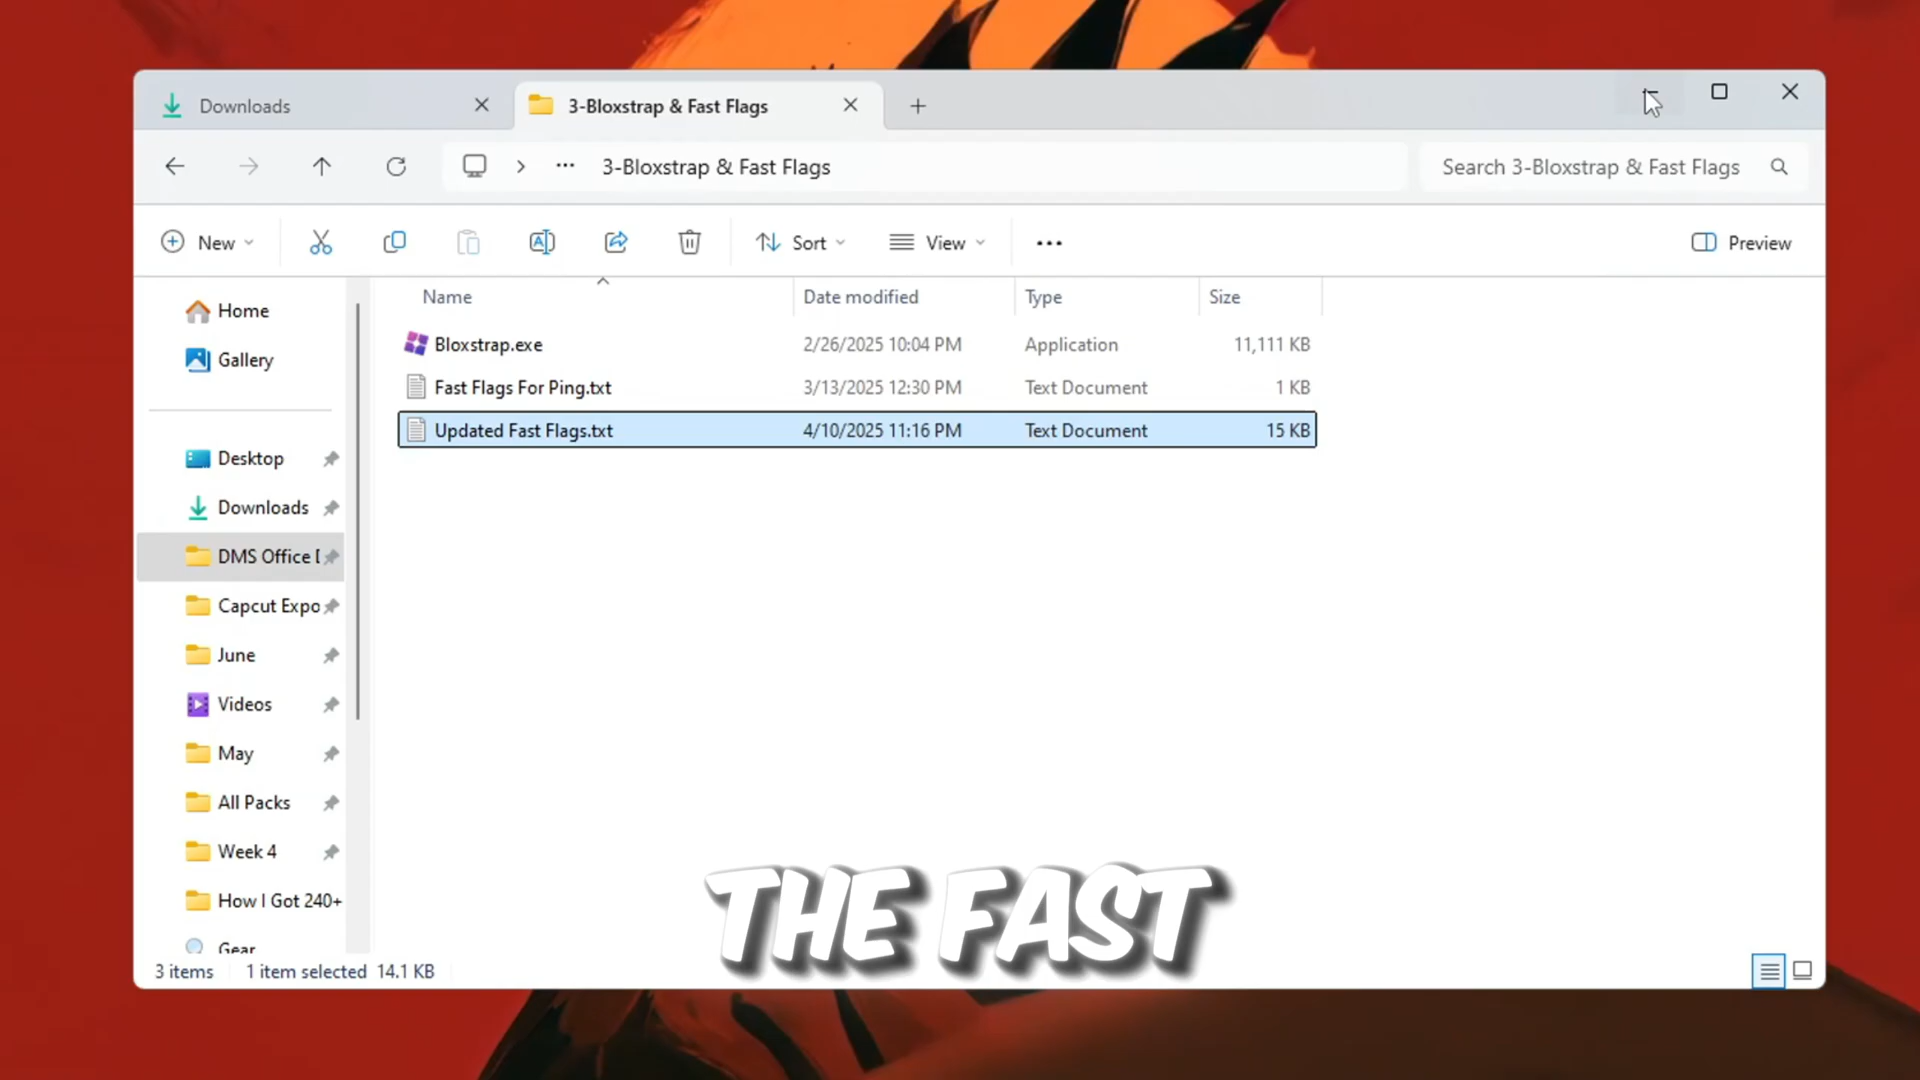 Downloads
3-Bloxstrap & Fast Flags
3-Bloxstrap & Fast Flags
Search 3-Bloxstrap & Fast Flags
New
Sort
View
Preview
Name Date modified Type Size
Bloxstrap.exe 2/26/2025 10:04 PM Application 11,111 KB
Fast Flags For Ping.txt 3/13/2025 12:30 PM Text Document 1 KB
Updated Fast Flags.txt 4/10/2025 11:16 PM Text Document 15 KB
Home
Gallery
Desktop
Downloads
DMS Office
Capcut Expo
June
Videos
May
All Packs
Week 4
How I Got 240+
Gear
THE FAST
3 items 1 item selected 14.1 KB